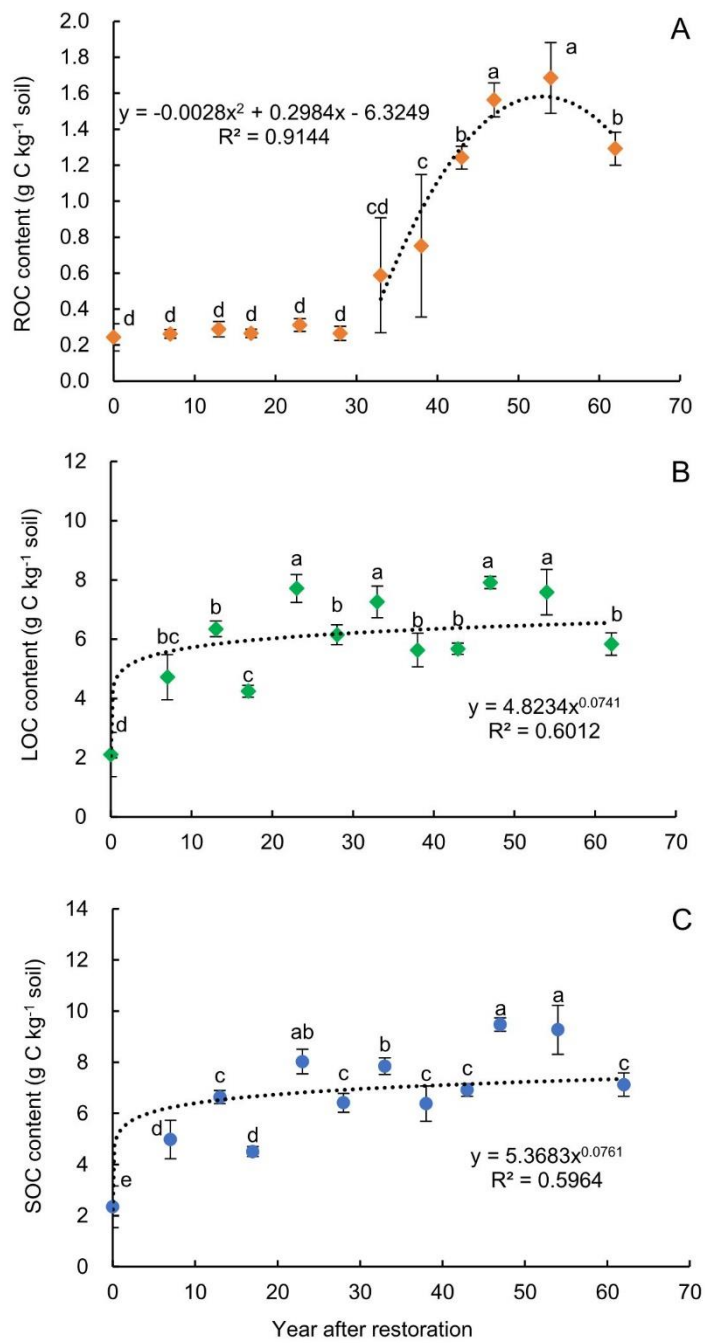 A
2.0
1.8
1.6
1.4
1.2
1.0
0.8
0.6
0.4
0.2
0.0
ROC content (g C kg⁻¹ soil)
y = -0.0028x² + 0.2984x - 6.3249
R² = 0.9144
d d d d d d cd c b a a b
0 10 20 30 40 50 60 70
B
12
10
8
6
4
2
0
LOC content (g C kg⁻¹ soil)
d bc b c a b a b b a a b
y = 4.8234x⁰·⁰⁷⁴¹
R² = 0.6012
0 10 20 30 40 50 60 70
C
14
12
10
8
6
4
2
0
SOC content (g C kg⁻¹ soil)
e d c d ab c b c c a a c
y = 5.3683x⁰·⁰⁷⁶¹
R² = 0.5964
0 10 20 30 40 50 60 70
Year after restoration